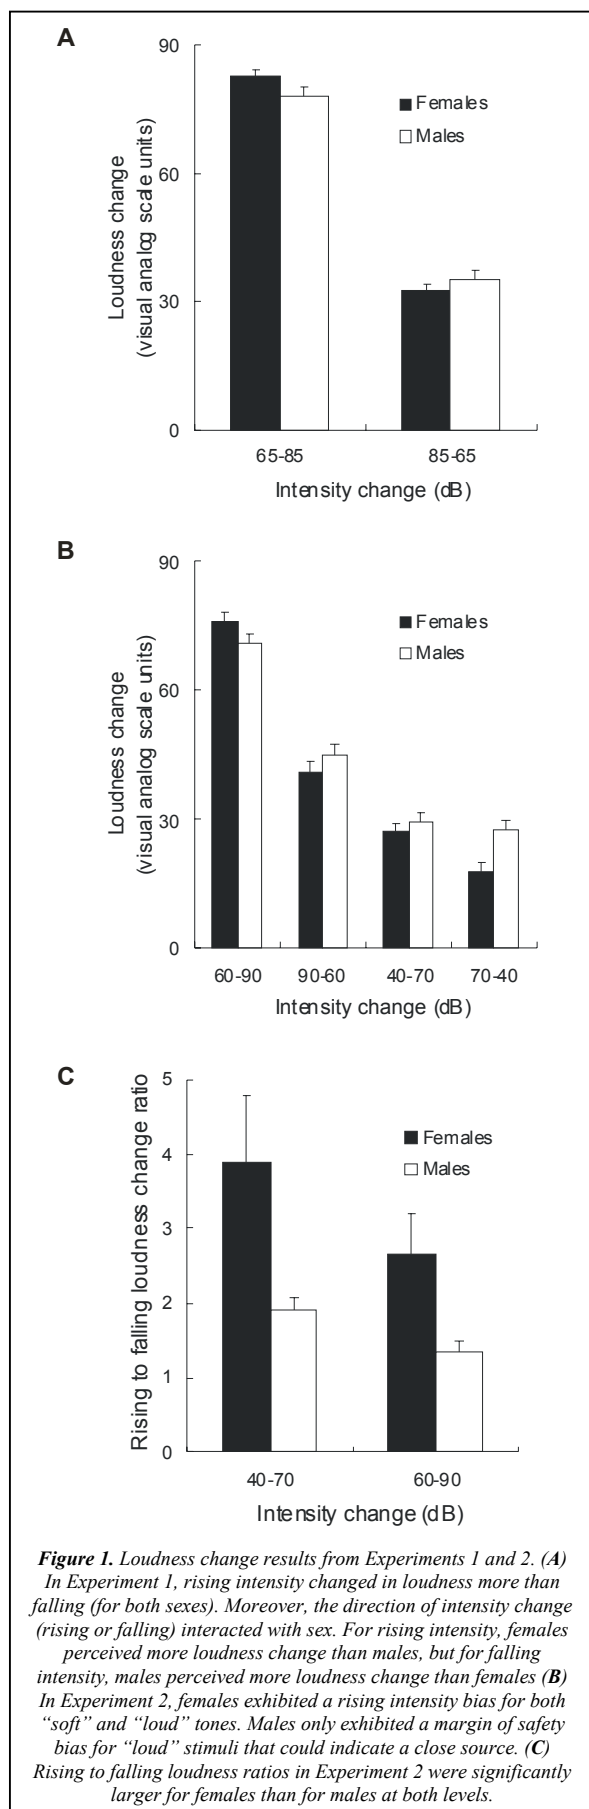 A
90
60
30
0
Loudness change
(visual analog scale units)
Females
Males
65-85
85-65
Intensity change (dB)
B
90
60
30
0
Loudness change
(visual analog scale units)
Females
Males
60-90
90-60
40-70
70-40
Intensity change (dB)
C
5
4
3
2
1
0
Rising to falling loudness change ratio
Females
Males
40-70
60-90
Intensity change (dB)
Figure 1. Loudness change results from Experiments 1 and 2. (A)
In Experiment 1, rising intensity changed in loudness more than
falling (for both sexes). Moreover, the direction of intensity change
(rising or falling) interacted with sex. For rising intensity, females
perceived more loudness change than males, but for falling
intensity, males perceived more loudness change than females (B)
In Experiment 2, females exhibited a rising intensity bias for both
“soft” and “loud” tones. Males only exhibited a margin of safety
bias for “loud” stimuli that could indicate a close source. (C)
Rising to falling loudness ratios in Experiment 2 were significantly
larger for females than for males at both levels.